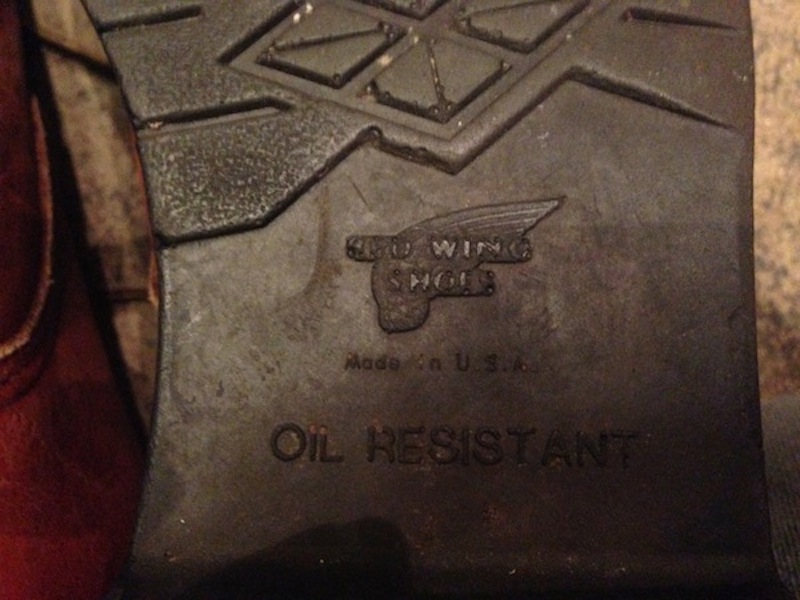 RED WING
SHOES
Made in U.S.A.
OIL RESISTANT